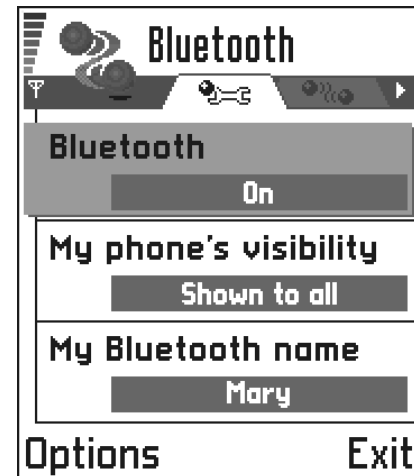 Bluetooth
Bluetooth
On
My phone's visibility
Shown to all
My Bluetooth name
Mary
Options Exit